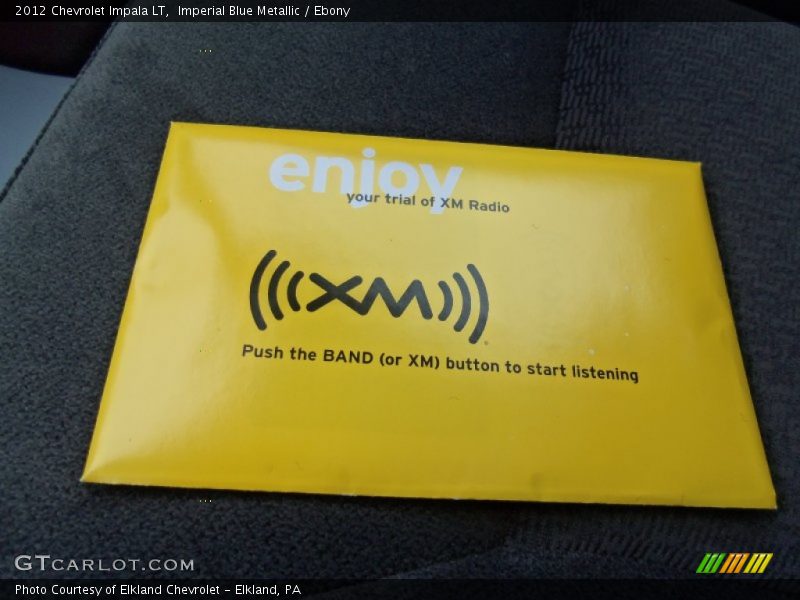 2012 Chevrolet Impala LT,  Imperial Blue Metallic / Ebony
enjoy
your trial of XM Radio
XM
Push the BAND (or XM) button to start listening
GTCARLOT.COM
Photo Courtesy of Elkland Chevrolet - Elkland, PA